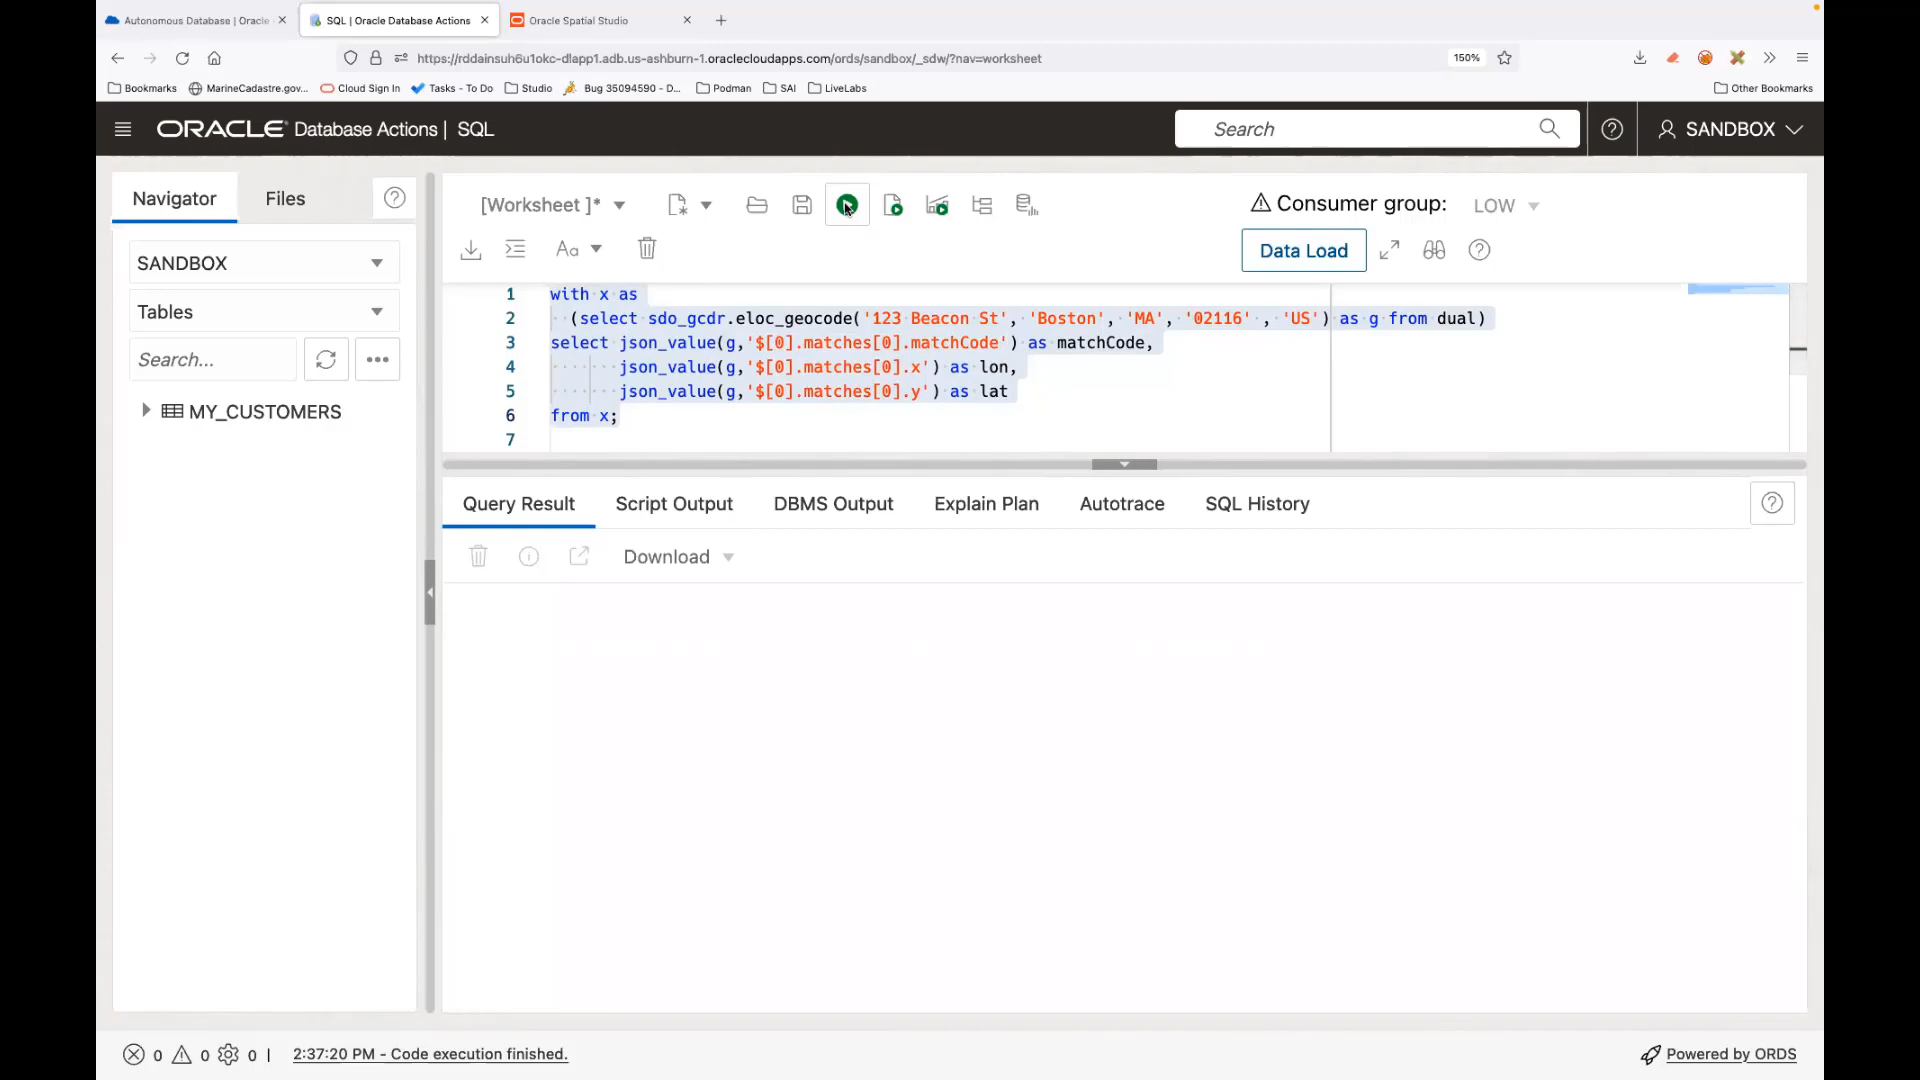 Autonomous Database | Oracle
SQL | Oracle Database Actions
Oracle Spatial Studio
https://rddainsuh6u1okc-dlapp1.adb.us-ashburn-1.oraclecloudapps.com/ords/sandbox/_sdw/?nav=worksheet
150%
Bookmarks
MarineCadastre.gov...
Cloud Sign In
Tasks - To Do
Studio
Bug 35094590 - D...
Podman
SAI
LiveLabs
Other Bookmarks
ORACLE Database Actions | SQL
Search
SANDBOX
Navigator
Files
[Worksheet ]*
Consumer group:
LOW
Aa
Data Load
SANDBOX
Tables
Search...
MY_CUSTOMERS
1 with x as
2 (select sdo_gcdr.eloc_geocode('123 Beacon St', 'Boston', 'MA', '02116' , 'US') as g from dual)
3 select json_value(g,'$[0].matches[0].matchCode') as matchCode,
4 json_value(g,'$[0].matches[0].x') as lon,
5 json_value(g,'$[0].matches[0].y') as lat
6 from x;
7
Query Result
Script Output
DBMS Output
Explain Plan
Autotrace
SQL History
Download
0 0 0 | 2:37:20 PM - Code execution finished.
Powered by ORDS